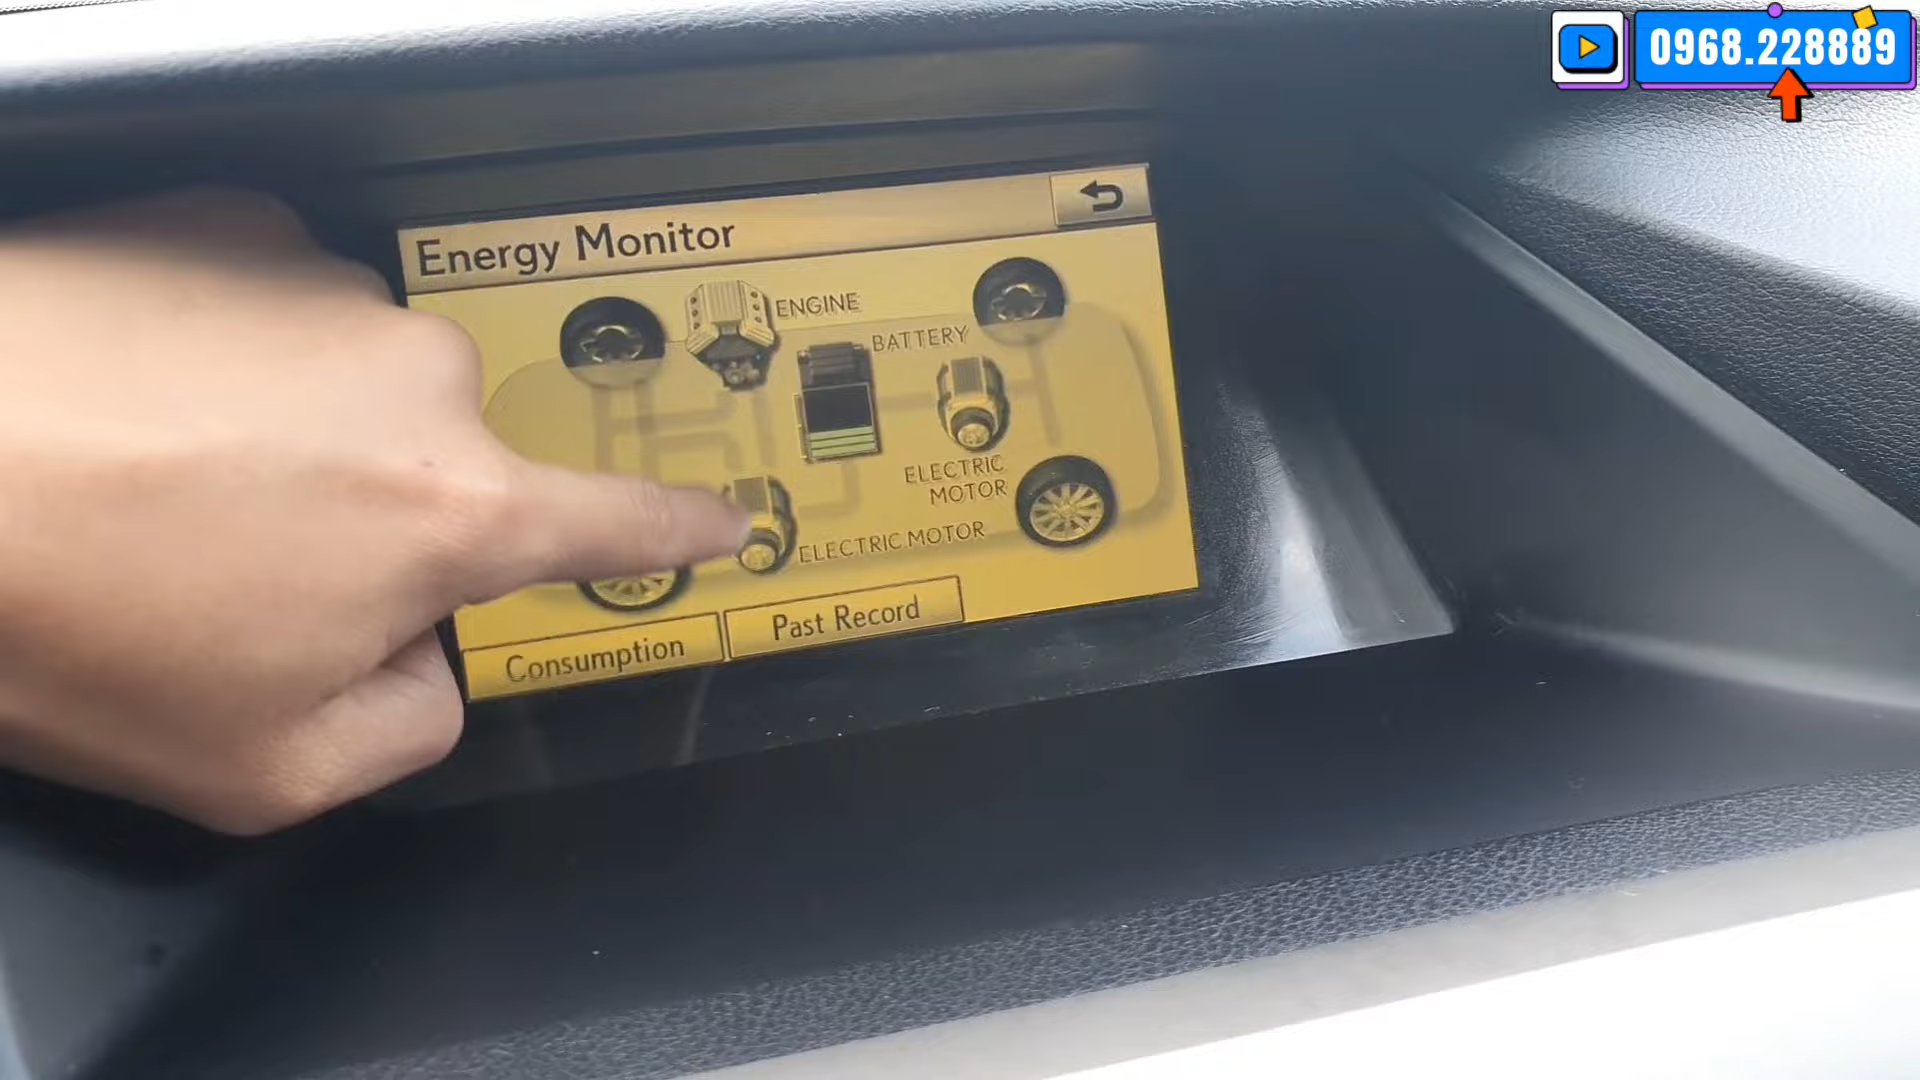 0968.228889
Energy Monitor
ENGINE
BATTERY
ELECTRIC
MOTOR
ELECTRIC MOTOR
Consumption
Past Record